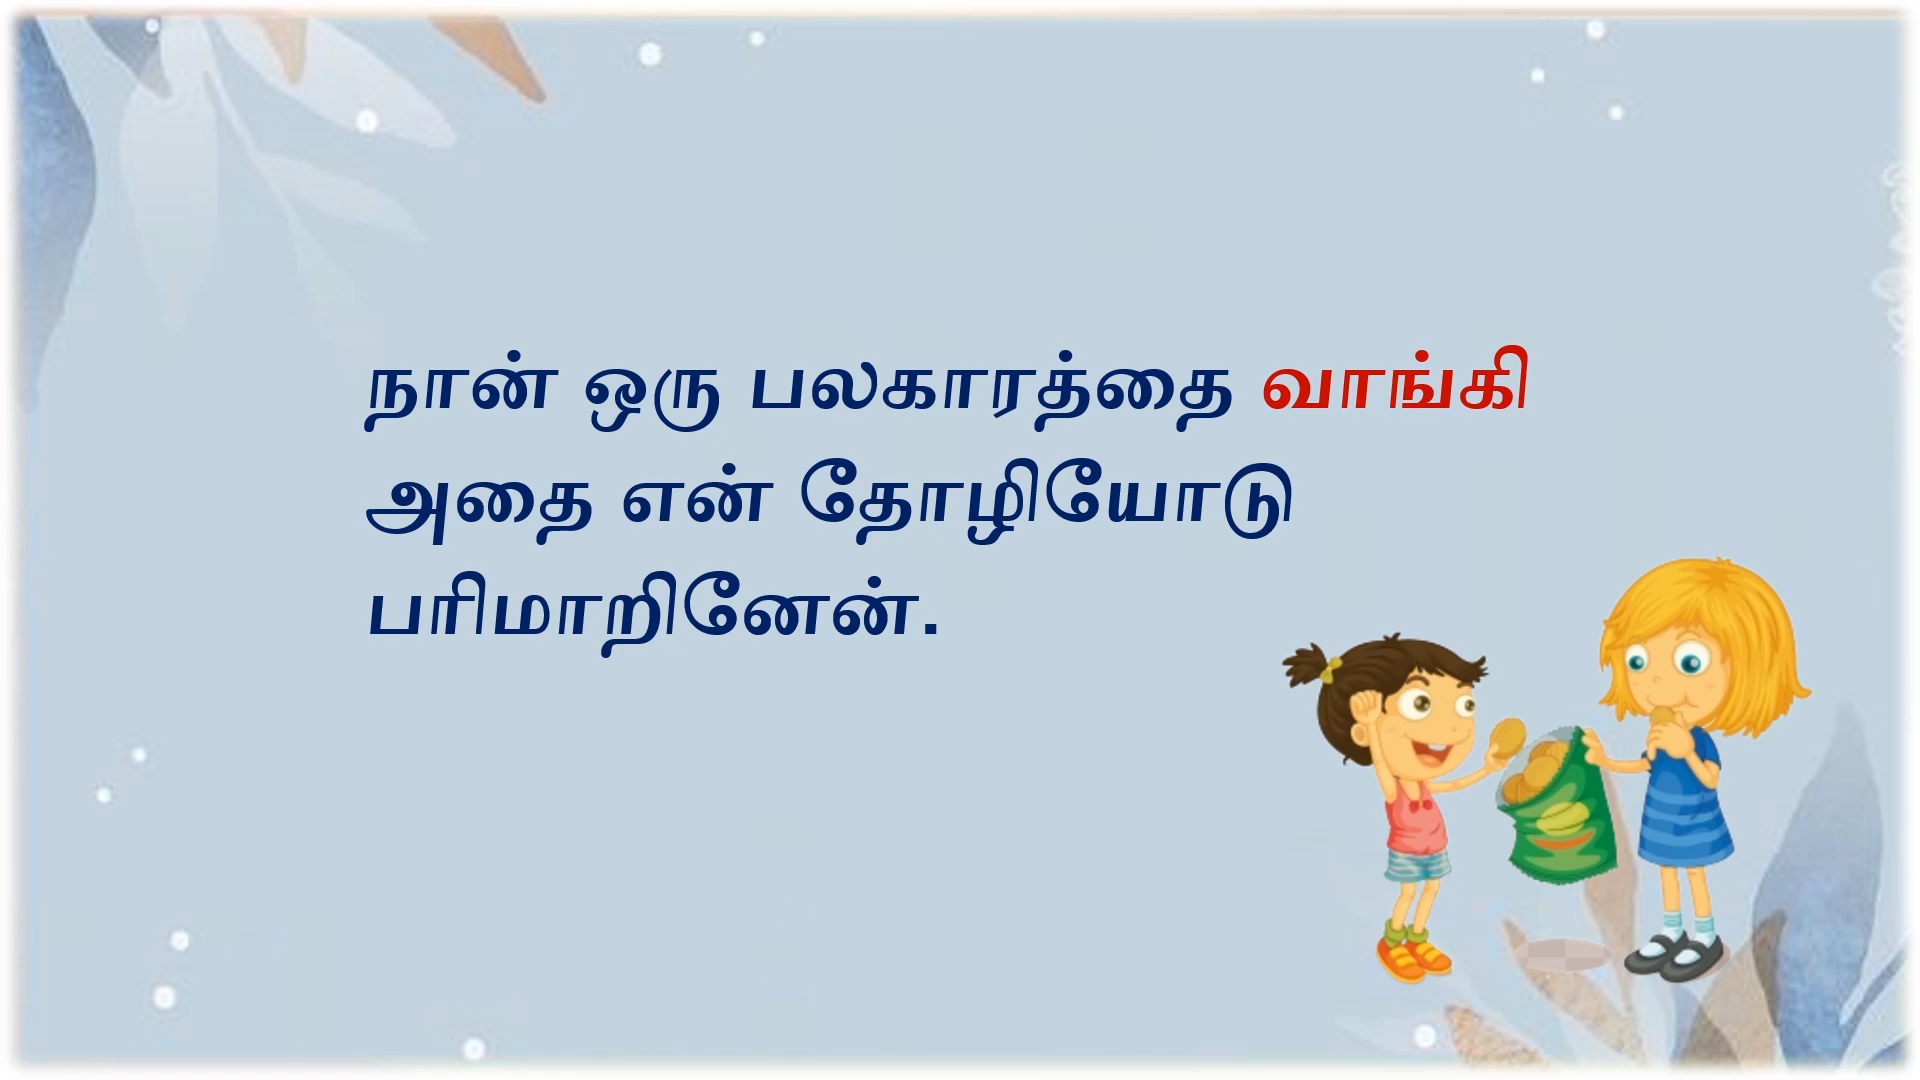 நான் ஒரு பலகாரத்தை வாங்கி
அதை என் தோழியோடு
பரிமாறினேன்.